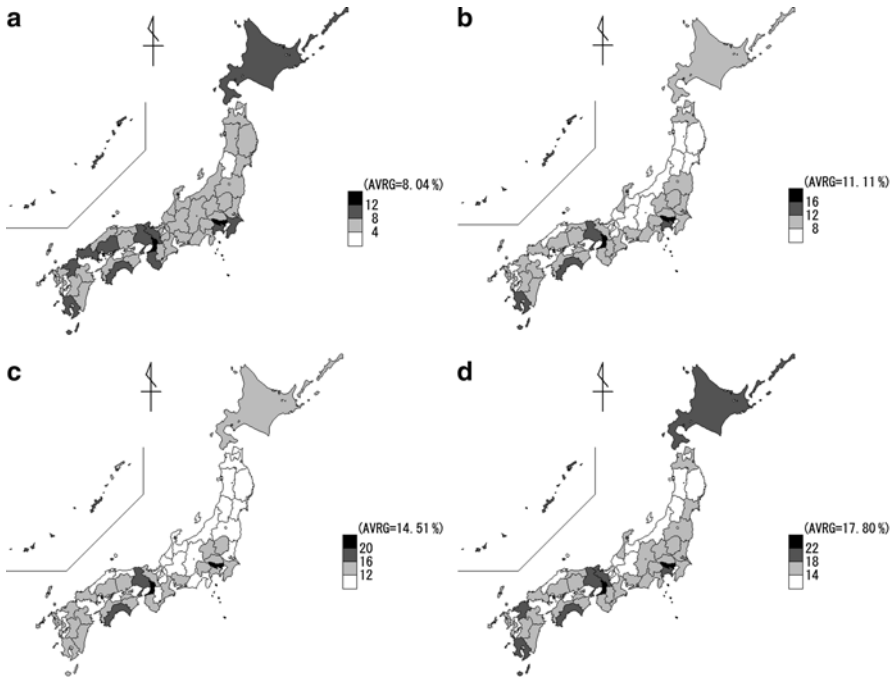 a
(AVRG=8.04%)
12
8
4
b
(AVRG=11.11%)
16
12
8
c
(AVRG=14.51%)
20
16
12
d
(AVRG=17.80%)
22
18
14